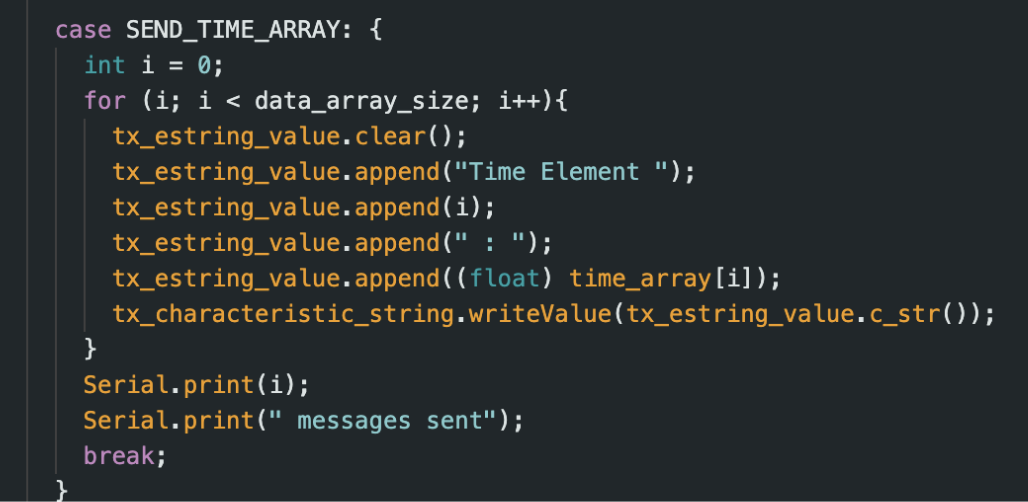 case SEND_TIME_ARRAY: {
int i = 0;
for (i; i < data_array_size; i++){
tx_estring_value.clear();
tx_estring_value.append("Time Element ");
tx_estring_value.append(i);
tx_estring_value.append(" : ");
tx_estring_value.append((float) time_array[i]);
tx_characteristic_string.writeValue(tx_estring_value.c_str());
}
Serial.print(i);
Serial.print(" messages sent");
break;
}